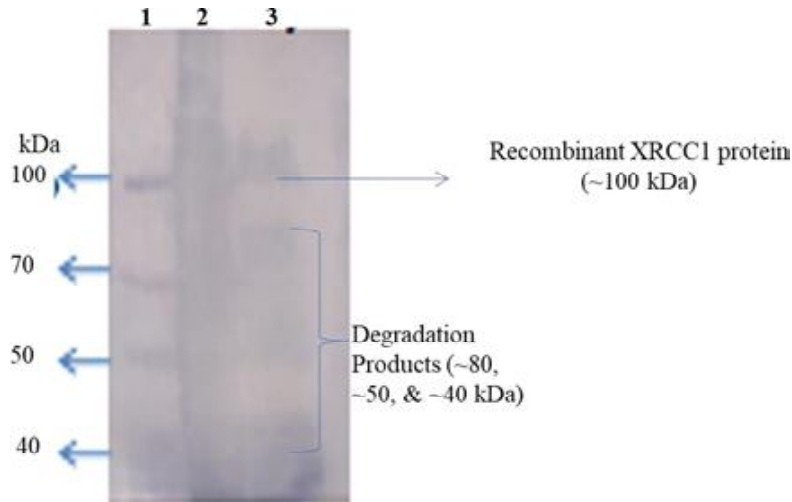 1 2 3
kDa
100
70
50
40
Recombinant XRCC1 protein
(~100 kDa)
Degradation
Products (~80,
~50, & ~40 kDa)